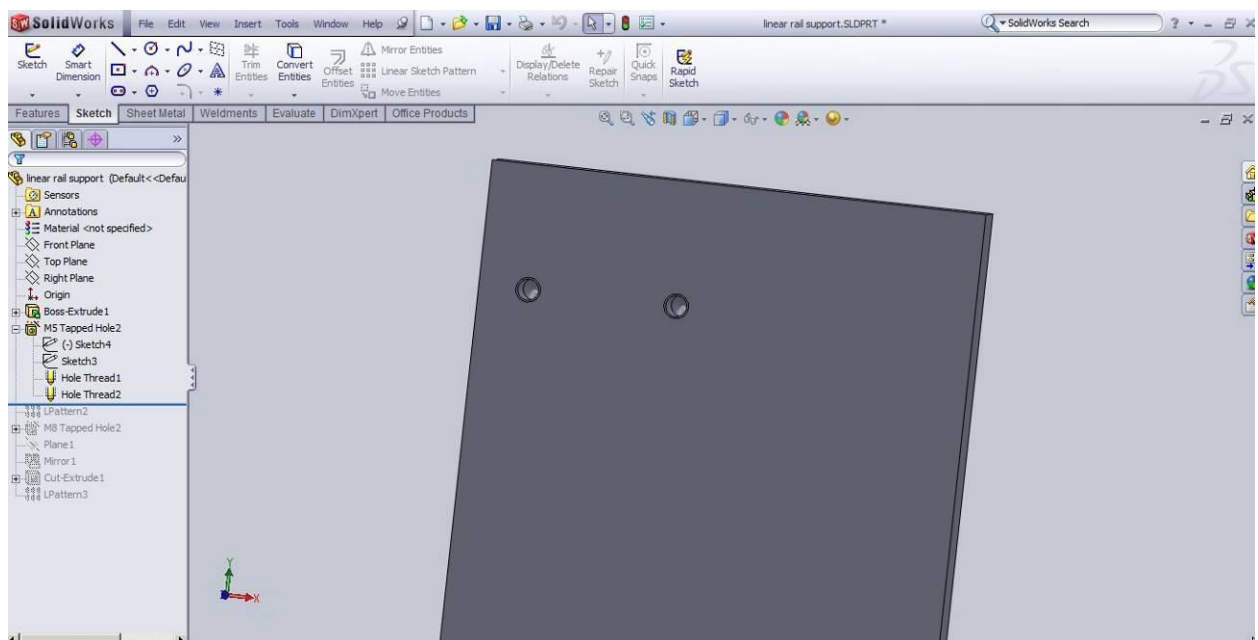 SolidWorks File Edit View Insert Tools Window Help linear rail support.SLDPRT * SolidWorks Search ?
Sketch Smart Dimension Trim Entities Convert Entities Offset Entities Mirror Entities Linear Sketch Pattern Move Entities Display/Delete Relations Repair Sketch Quick Snaps Rapid Sketch
Features Sketch Sheet Metal Weldments Evaluate DimXpert Office Products
linear rail support (Default<<Defau
Sensors
A Annotations
Material <not specified>
Front Plane
Top Plane
Right Plane
Origin
Boss-Extrude1
M5 Tapped Hole2
(-) Sketch4
Sketch3
Hole Thread1
Hole Thread2
LPattern2
M8 Tapped Hole2
Plane1
Mirror1
Cut-Extrude1
LPattern3
Y
X